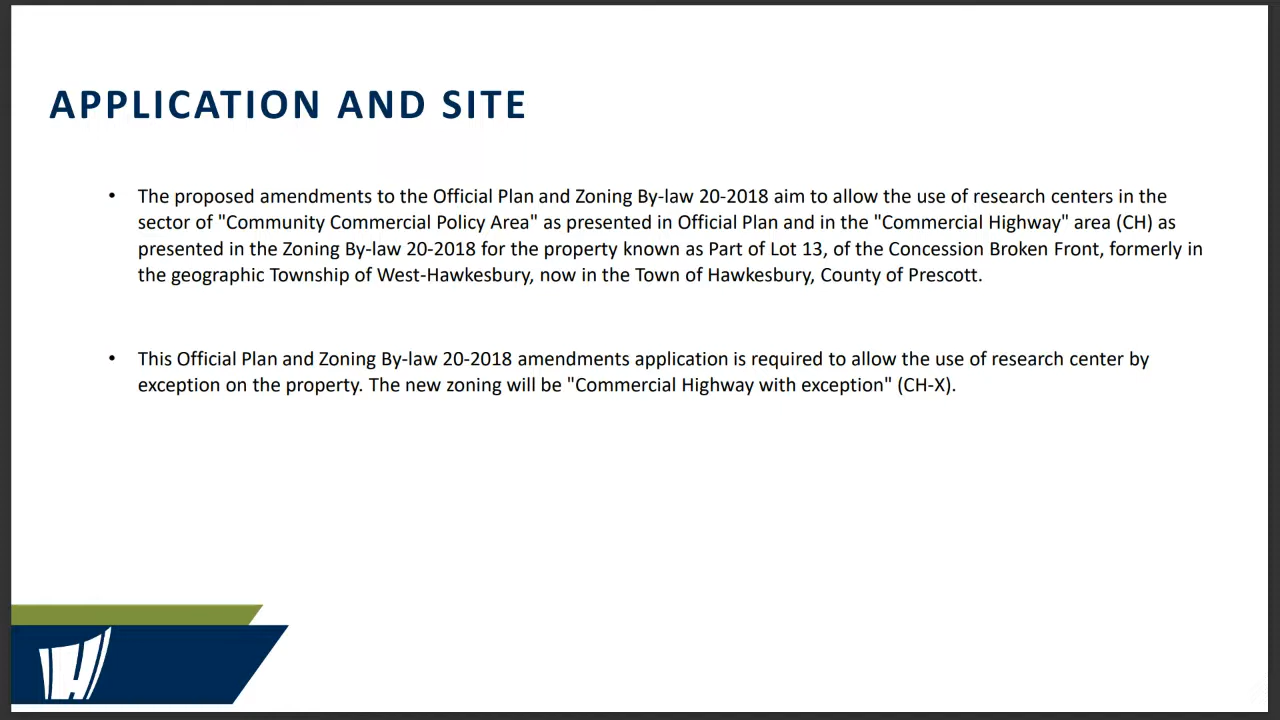 APPLICATION AND SITE
• The proposed amendments to the Official Plan and Zoning By-law 20-2018 aim to allow the use of research centers in the
sector of "Community Commercial Policy Area" as presented in Official Plan and in the "Commercial Highway" area (CH) as
presented in the Zoning By-law 20-2018 for the property known as Part of Lot 13, of the Concession Broken Front, formerly in
the geographic Township of West-Hawkesbury, now in the Town of Hawkesbury, County of Prescott.
• This Official Plan and Zoning By-law 20-2018 amendments application is required to allow the use of research center by
exception on the property. The new zoning will be "Commercial Highway with exception" (CH-X).